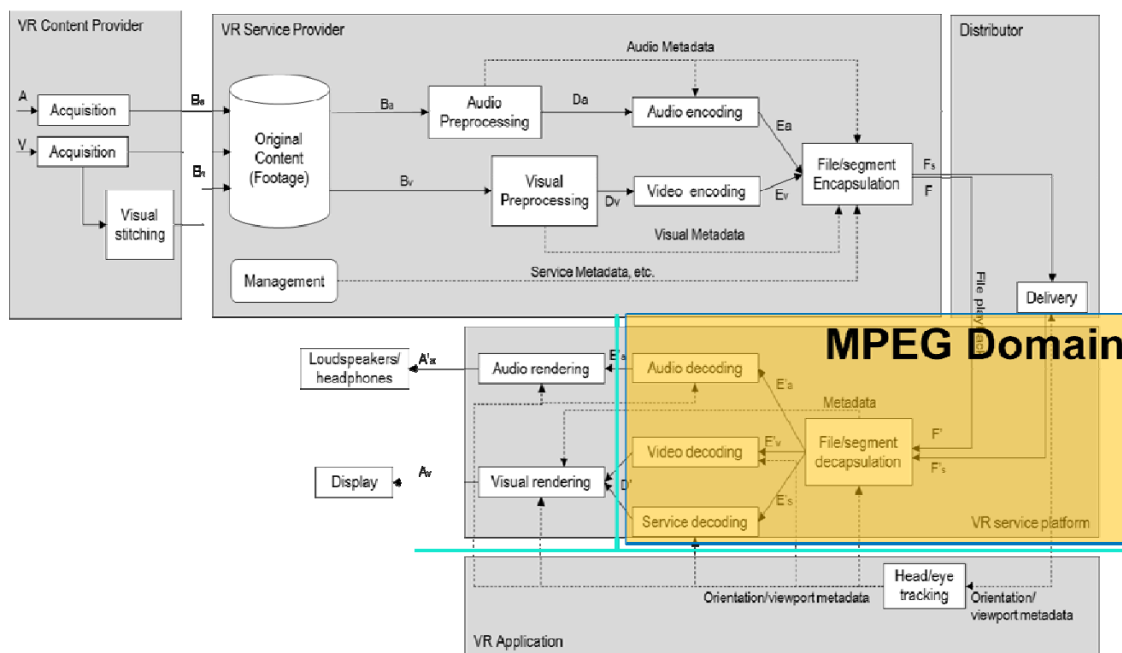 VR Content Provider
VR Service Provider
Distributor
Audio Metadata
A
Acquisition
Ba
Ba
Audio
Preprocessing
Da
Audio encoding
Ea
V
Acquisition
Original
Content
(Footage)
File/segment
Encapsulation
Fs
F
Bv
Visual
Preprocessing
Dv
Video encoding
Ev
Visual
stitching
Visual Metadata
Management
Service Metadata, etc.
Delivery
MPEG Domain
Loudspeakers/
headphones
A'a
Audio rendering
E'a
Audio decoding
E'a
Metadata
File/segment
decapsulation
F'
F's
Display
Av
Visual rendering
D'
Video decoding
E'v
Service decoding
E's
VR service platform
Orientation/viewport metadata
Head/eye
tracking
Orientation/
viewport metadata
VR Application